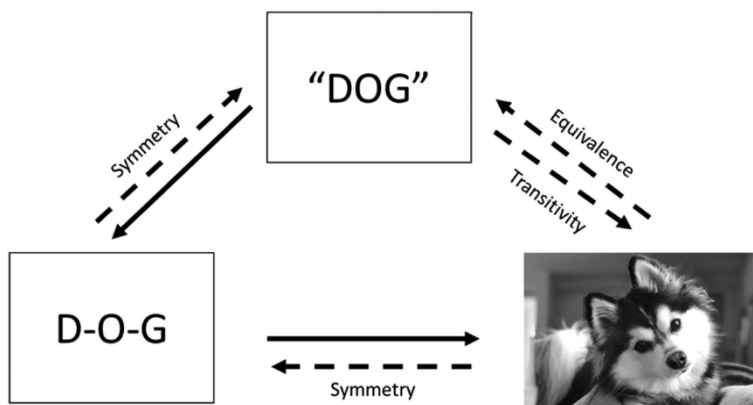 “DOG”
Symmetry
Equivalence
Transitivity
D-O-G
Symmetry